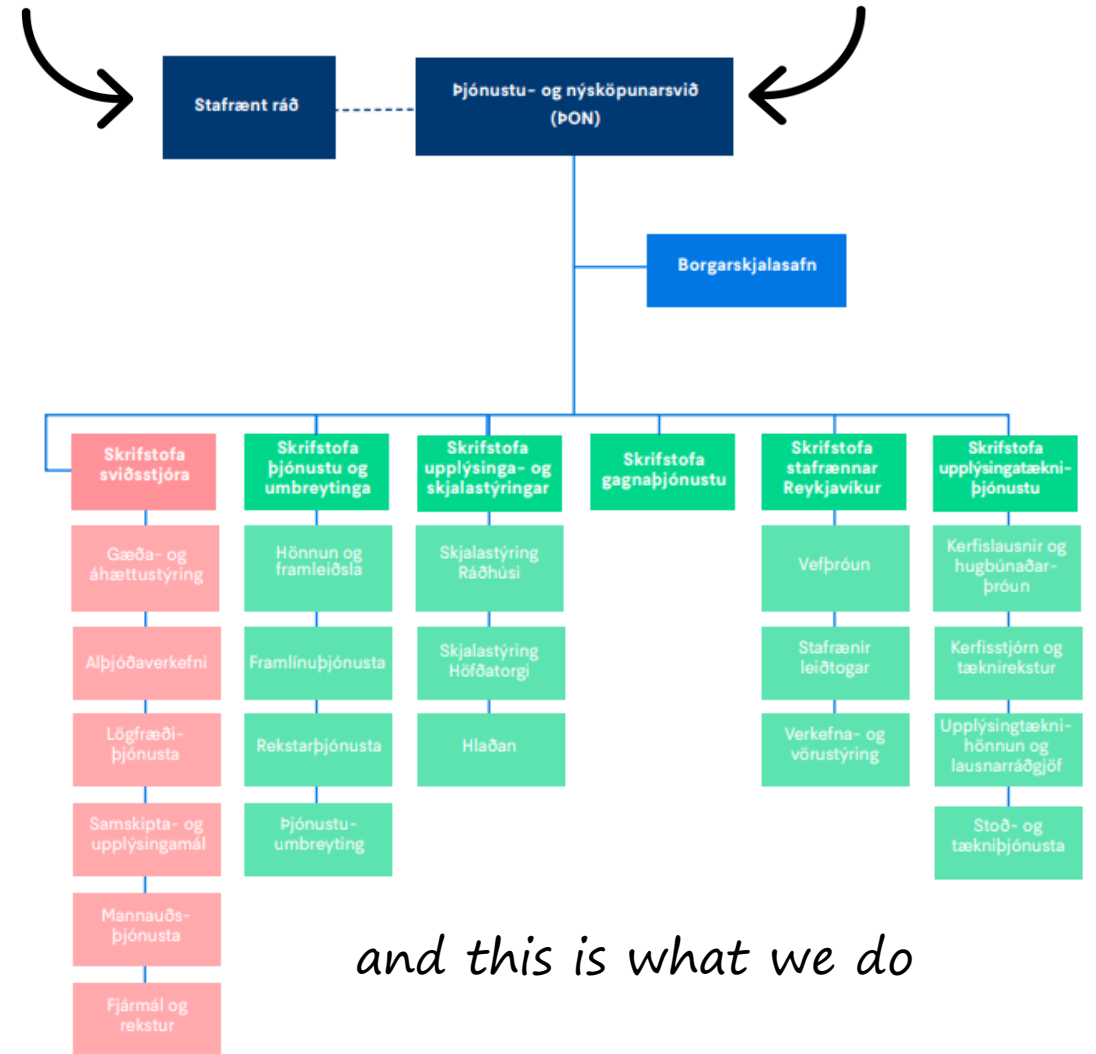 Stafrænt ráð
Þjónustu- og nýsköpunarsvið
(ÞON)
Borgarskjalasafn
Skrifstofa
sviðsstjóra
Gæða- og
áhættustýring
Alþjóðaverkefni
Lögfræði-
þjónusta
Samskipta- og
upplýsingamál
Mannauðs-
þjónusta
Fjármál og
rekstur
Skrifstofa
þjónustu og
umbreytinga
Hönnun og
framleiðsla
Framlínuþjónusta
Rekstarþjónusta
Þjónustu-
umbreyting
Skrifstofa
upplýsinga- og
skjalastýringar
Skjalastýring
Ráðhúsi
Skjalastýring
Höfðatorgi
Hlaðan
Skrifstofa
gagnaþjónustu
Skrifstofa
stafrænnar
Reykjavíkur
Vefþróun
Stafrænir
leiðtogar
Verkefna- og
vörustýring
Skrifstofa
upplýsingatækni-
þjónustu
Kerfislausnir og
hugbúnaðar-
þróun
Kerfisstjórn og
tæknirekstur
Upplýsingtækni-
hönnun og
lausnarráðgjöf
Stoð- og
tækniþjónusta
and this is what we do